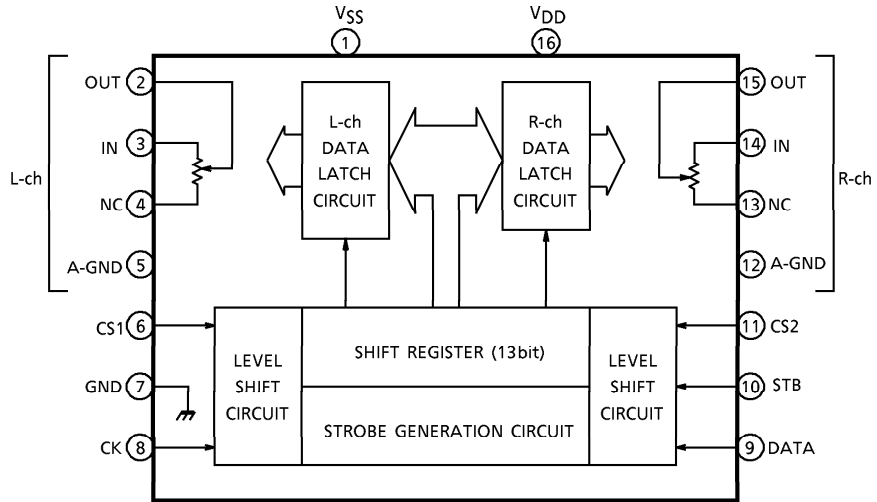 VSS
1
VDD
16
OUT 2
15 OUT
L-ch
DATA
LATCH
CIRCUIT
R-ch
DATA
LATCH
CIRCUIT
IN 3
14 IN
L-ch
R-ch
NC 4
13 NC
A-GND 5
12 A-GND
CS1 6
11 CS2
LEVEL
SHIFT
CIRCUIT
SHIFT REGISTER (13bit)
LEVEL
SHIFT
CIRCUIT
GND 7
10 STB
STROBE GENERATION CIRCUIT
CK 8
9 DATA